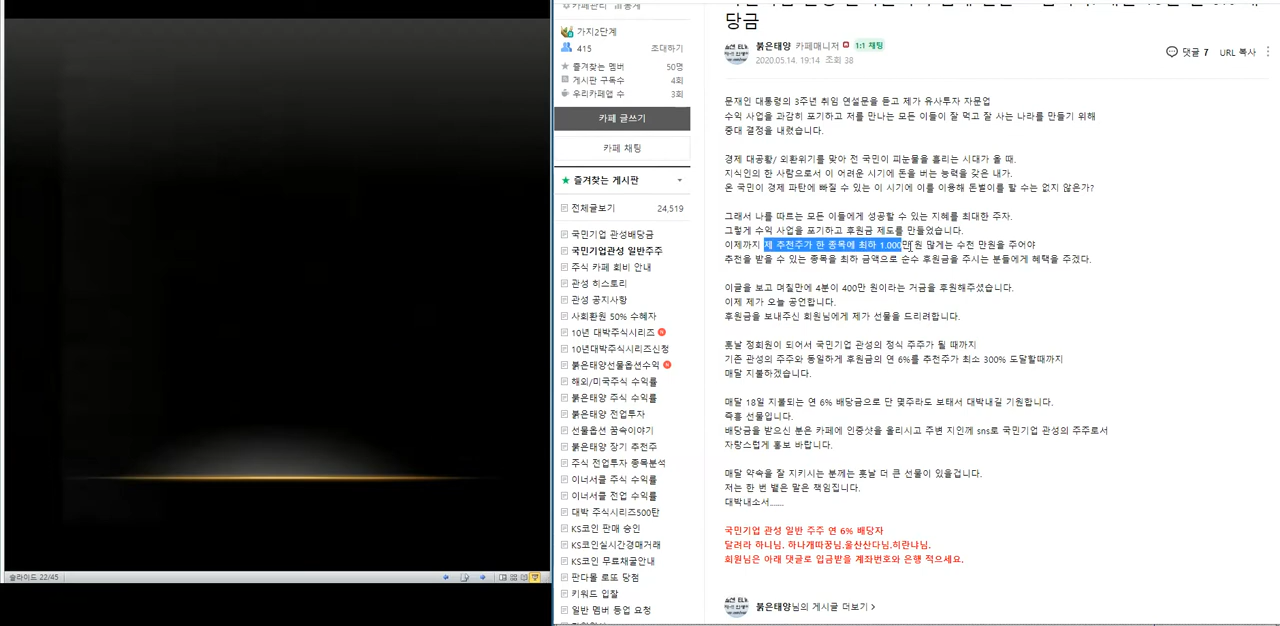 카페관리 통계
가지2단계
415 초대하기
즐겨찾는 멤버 50명
게시판 구독수 4회
우리카페앱 수 3회
카페 글쓰기
카페 채팅
즐겨찾는 게시판
전체글보기 24,519
국민기업 관성배당금
국민기업관성 일반주주
주식 카페 회비 안내
관성 히스토리
관성 공지사항
사회환원 50% 수혜자
10년 대박주식시리즈
10년대박주식시리즈신청
붉은태양선물옵션수익
해외/미국주식 수익률
붉은태양 주식 수익률
붉은태양 전업투자
선물옵션 꿈속이야기
붉은태양 장기 추천주
주식 전업투자 종목분석
이너서클 주식 수익률
이너서클 전업 수익률
대박 주식시리즈500탄
KS코인 판매 승인
KS코인실시간경매거래
KS코인 무료채굴안내
판다몰 로또 당첨
키워드 입찰
일반 멤버 등업 요청
당금
붉은태양 카페매니저 1:1 채팅
2020.05.14. 19:14 조회 38
댓글 7 URL 복사
문재인 대통령의 3주년 취임 연설문을 듣고 제가 유사투자 자문업
수익 사업을 과감히 포기하고 저를 만나는 모든 이들이 잘 먹고 잘 사는 나라를 만들기 위해
중대 결정을 내렸습니다.
경제 대공황/ 외환위기를 맞아 전 국민이 피눈물을 흘리는 시대가 올 때.
지식인의 한 사람으로서 이 어려운 시기에 돈을 버는 능력을 갖은 내가.
온 국민이 경제 파탄에 빠질 수 있는 이 시기에 이를 이용해 돈벌이를 할 수는 없지 않은가?
그래서 나를 따르는 모든 이들에게 성공할 수 있는 지혜를 최대한 주자.
그렇게 수익 사업을 포기하고 후원금 제도를 만들었습니다.
이제까지 제 추천주가 한 종목에 최하 1.000만원 많게는 수천 만원을 주어야
추천을 받을 수 있는 종목을 최하 금액으로 순수 후원금을 주시는 분들에게 혜택을 주겠다.
이글을 보고 며칠만에 4분이 400만 원이라는 거금을 후원해주셨습니다.
이제 제가 오늘 공언합니다.
후원금을 보내주신 회원님에게 제가 선물을 드리려합니다.
훗날 정회원이 되어서 국민기업 관성의 정식 주주가 될 때까지
기존 관성의 주주와 동일하게 후원금의 연 6%를 추천주가 최소 300% 도달할때까지
매달 지불하겠습니다.
매달 18일 지불되는 연 6% 배당금으로 단 몇주라도 보태서 대박내길 기원합니다.
즉흥 선물입니다.
배당금을 받으신 분은 카페에 인증샷을 올리시고 주변 지인께 sns로 국민기업 관성의 주주로서
자랑스럽게 홍보 바랍니다.
매달 약속을 잘 지키시는 분께는 훗날 더 큰 선물이 있을겁니다.
저는 한 번 뱉은 말은 책임집니다.
대박내소서.......
국민기업 관성 일반 주주 연 6% 배당자
달려라 하니님. 하나개따꿈님.울산산다님.히란냐님.
회원님은 아래 댓글로 입금받을 계좌번호와 은행 적으세요.
붉은태양님의 게시글 더보기 >
슬라이드 22/45